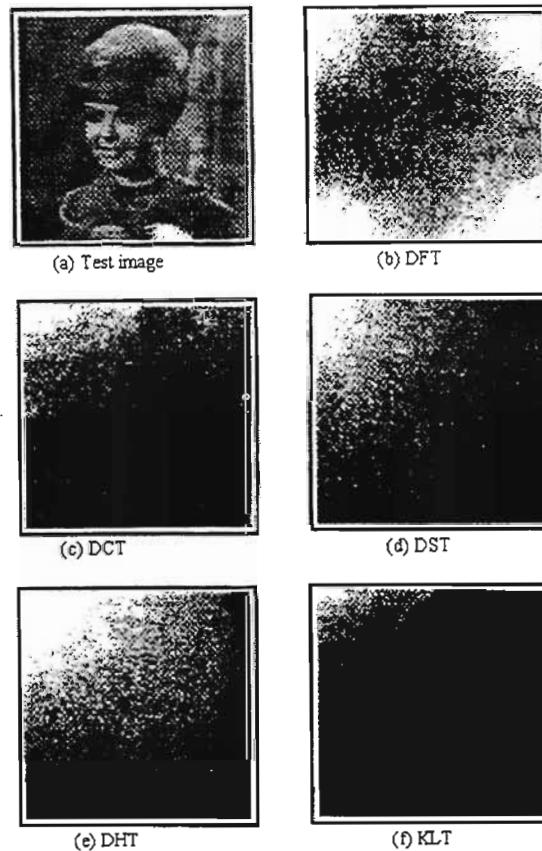 (a) Test image
(b) DFT
(c) DCT
(d) DST
(e) DHT
(f) KLT